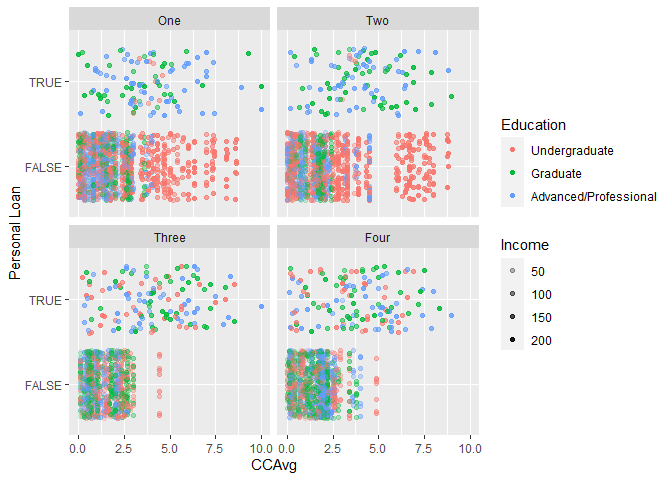 One
Two
TRUE
FALSE
Three
Four
TRUE
FALSE
0.0 2.5 5.0 7.5 10.0 0.0 2.5 5.0 7.5 10.0
CCAvg
Personal Loan
Education
Undergraduate
Graduate
Advanced/Professional
Income
50
100
150
200